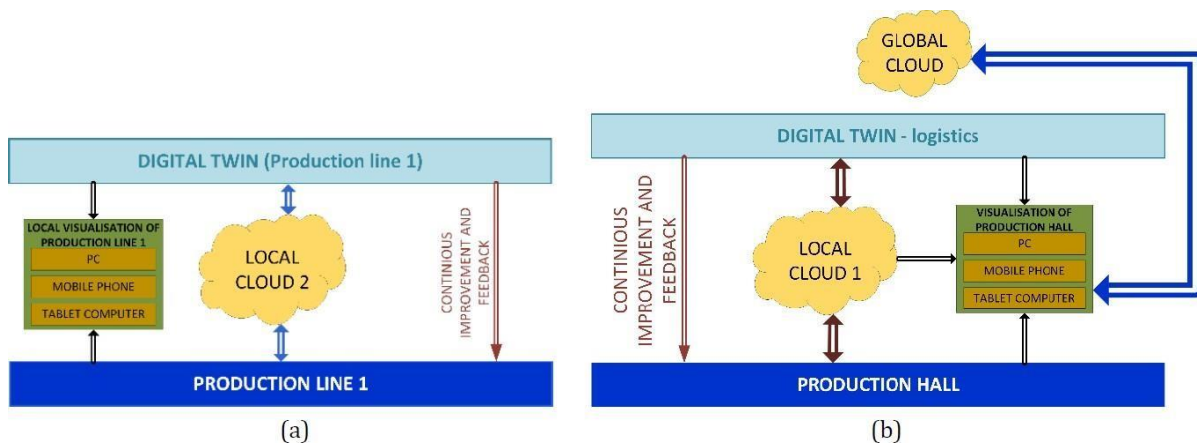 DIGITAL TWIN (Production line 1)
LOCAL VISUALISATION OF
PRODUCTION LINE 1
PC
MOBILE PHONE
TABLET COMPUTER
LOCAL
CLOUD 2
CONTINIOUS
IMPROVEMENT AND
FEEDBACK
PRODUCTION LINE 1
(a)
GLOBAL
CLOUD
DIGITAL TWIN - logistics
CONTINIOUS
IMPROVEMENT AND
FEEDBACK
LOCAL
CLOUD 1
VISUALISATION OF
PRODUCTION HALL
PC
MOBILE PHONE
TABLET COMPUTER
PRODUCTION HALL
(b)